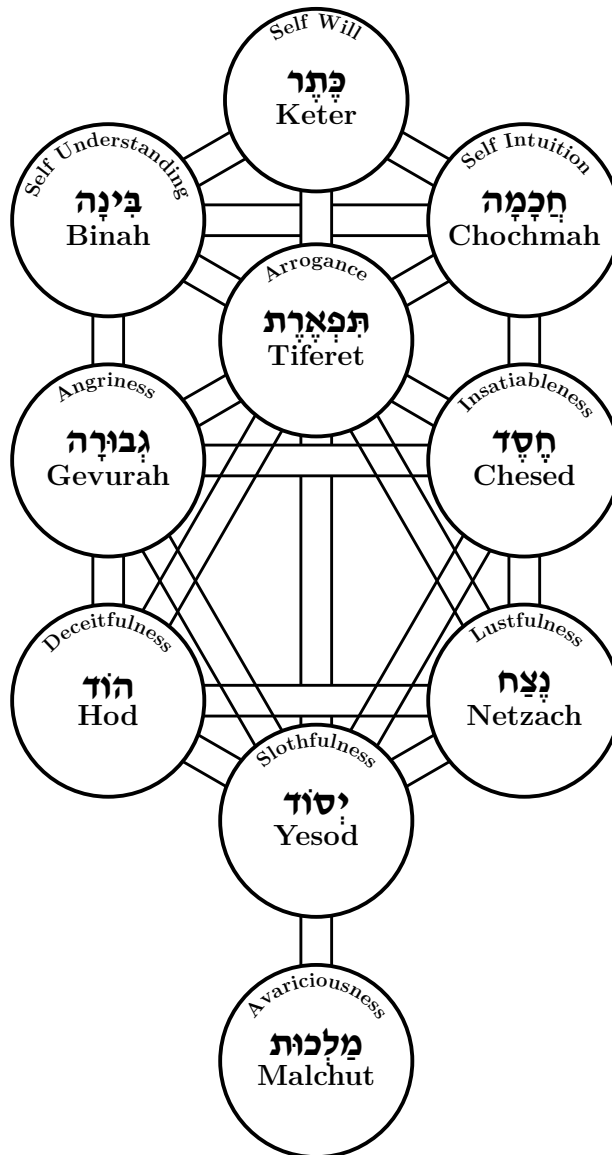 Self Will
כֶּתֶר
Keter
Self Understanding
בִּינָה
Binah
Self Intuition
חֲכָמָה
Chochmah
Arrogance
תִּפְאֶרֶת
Tiferet
Angriness
גְּבוּרָה
Gevurah
Insatiableness
חֶסֶד
Chesed
Deceitfulness
הוֹד
Hod
Lustfulness
נֶצַח
Netzach
Slothfulness
יְסוֹד
Yesod
Avariciousness
מַלְכוּת
Malchut